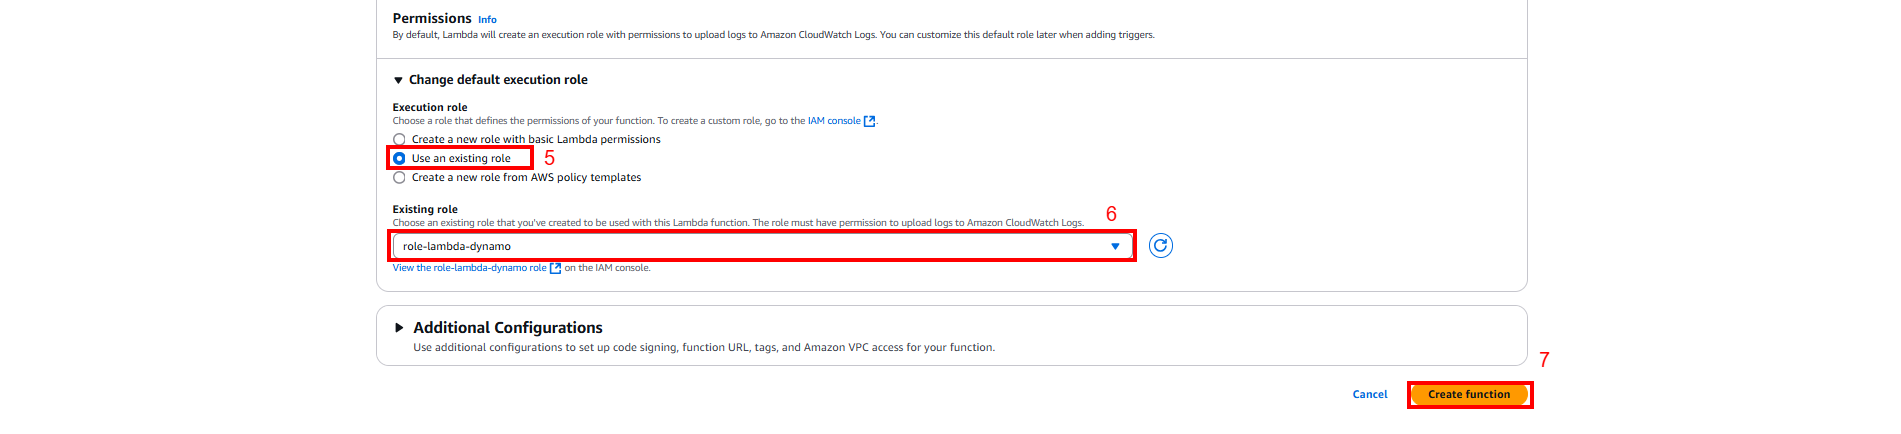 Permissions Info
By default, Lambda will create an execution role with permissions to upload logs to Amazon CloudWatch Logs. You can customize this default role later when adding triggers.
Change default execution role
Execution role
Choose a role that defines the permissions of your function. To create a custom role, go to the IAM console.
Create a new role with basic Lambda permissions
Use an existing role 5
Create a new role from AWS policy templates
Existing role
Choose an existing role that you've created to be used with this Lambda function. The role must have permission to upload logs to Amazon CloudWatch Logs. 6
role-lambda-dynamo
View the role-lambda-dynamo role on the IAM console.
Additional Configurations
Use additional configurations to set up code signing, function URL, tags, and Amazon VPC access for your function.
7
Cancel Create function